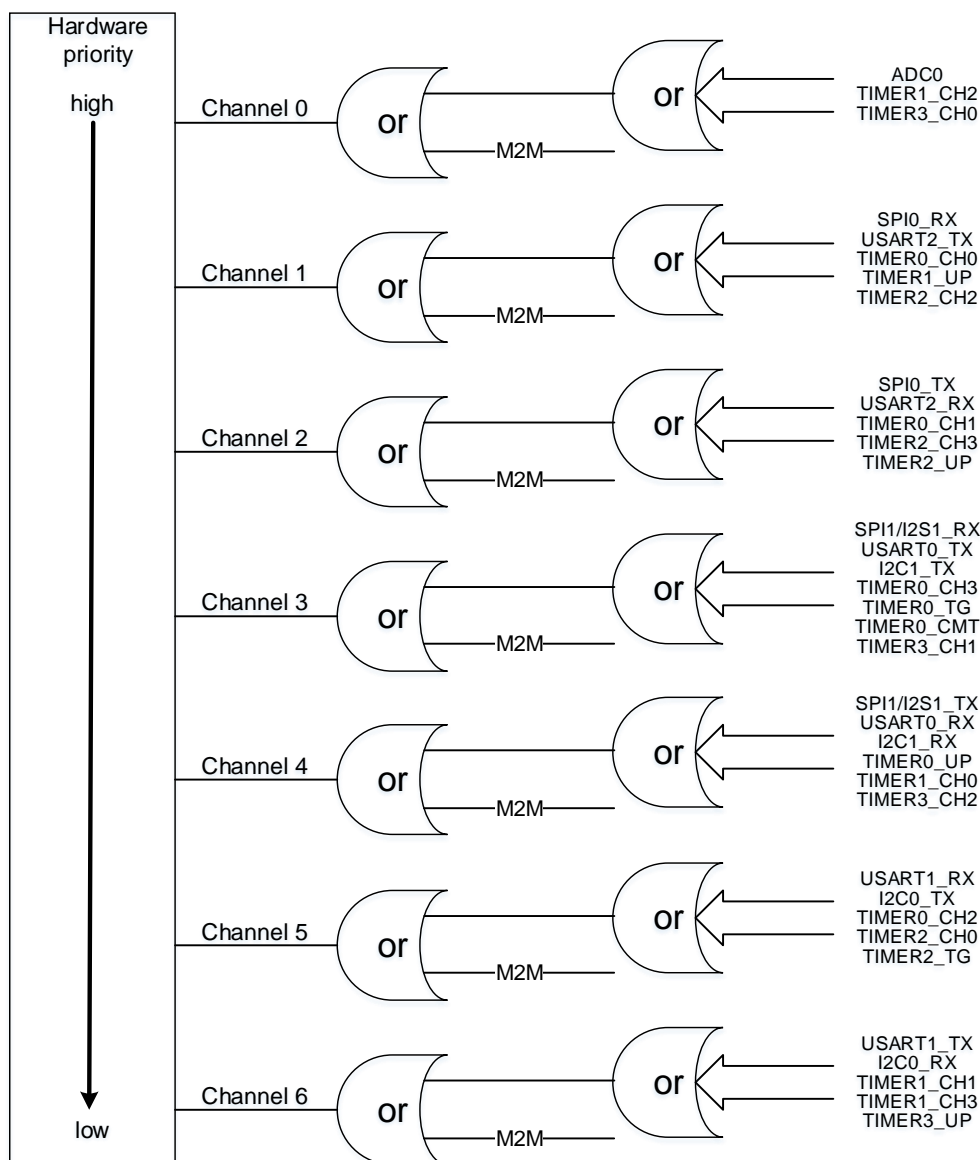 Hardware
priority
high
low
Channel 0
or
M2M
or
ADC0
TIMER1_CH2
TIMER3_CH0
Channel 1
or
M2M
or
SPI0_RX
USART2_TX
TIMER0_CH0
TIMER1_UP
TIMER2_CH2
Channel 2
or
M2M
or
SPI0_TX
USART2_RX
TIMER0_CH1
TIMER2_CH3
TIMER2_UP
Channel 3
or
M2M
or
SPI1/I2S1_RX
USART0_TX
I2C1_TX
TIMER0_CH3
TIMER0_TG
TIMER0_CMT
TIMER3_CH1
Channel 4
or
M2M
or
SPI1/I2S1_TX
USART0_RX
I2C1_RX
TIMER0_UP
TIMER1_CH0
TIMER3_CH2
Channel 5
or
M2M
or
USART1_RX
I2C0_TX
TIMER0_CH2
TIMER2_CH0
TIMER2_TG
Channel 6
or
M2M
or
USART1_TX
I2C0_RX
TIMER1_CH1
TIMER1_CH3
TIMER3_UP